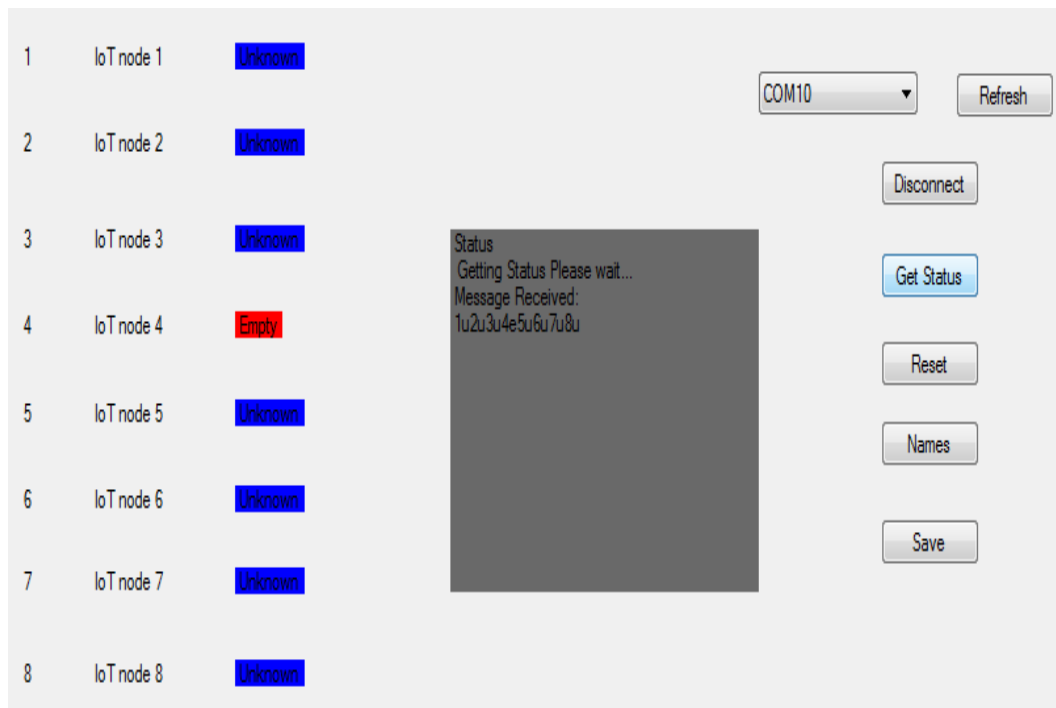 1 IoT node 1 Unknown
COM10 Refresh
2 IoT node 2 Unknown
Disconnect
3 IoT node 3 Unknown
Status
Getting Status Please wait...
Message Received:
1u2u3u4e5u6u7u8u
Get Status
4 IoT node 4 Empty
Reset
5 IoT node 5 Unknown
Names
6 IoT node 6 Unknown
Save
7 IoT node 7 Unknown
8 IoT node 8 Unknown